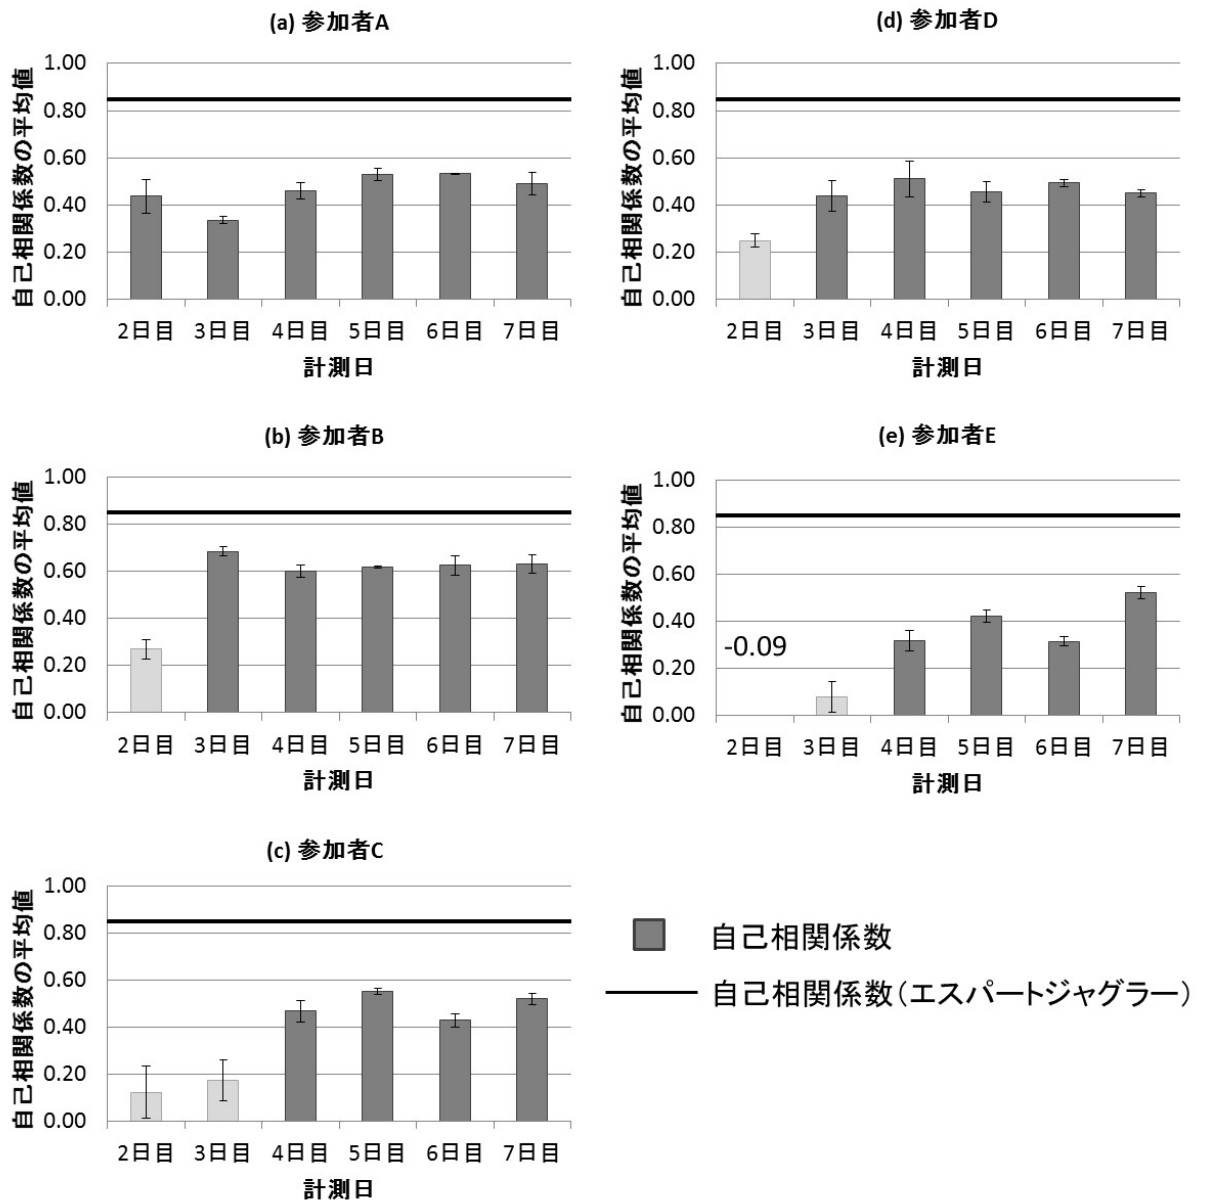 (a) 参加者A
自己相関係数の平均値
1.00
0.80
0.60
0.40
0.20
0.00
2日目 3日目 4日目 5日目 6日目 7日目
計測日
(b) 参加者B
自己相関係数の平均値
1.00
0.80
0.60
0.40
0.20
0.00
2日目 3日目 4日目 5日目 6日目 7日目
計測日
(c) 参加者C
自己相関係数の平均値
1.00
0.80
0.60
0.40
0.20
0.00
2日目 3日目 4日目 5日目 6日目 7日目
計測日
(d) 参加者D
自己相関係数の平均値
1.00
0.80
0.60
0.40
0.20
0.00
2日目 3日目 4日目 5日目 6日目 7日目
計測日
(e) 参加者E
自己相関係数の平均値
1.00
0.80
0.60
0.40
0.20
0.00
-0.09
2日目 3日目 4日目 5日目 6日目 7日目
計測日
自己相関係数
自己相関係数（エスパートジャグラー）